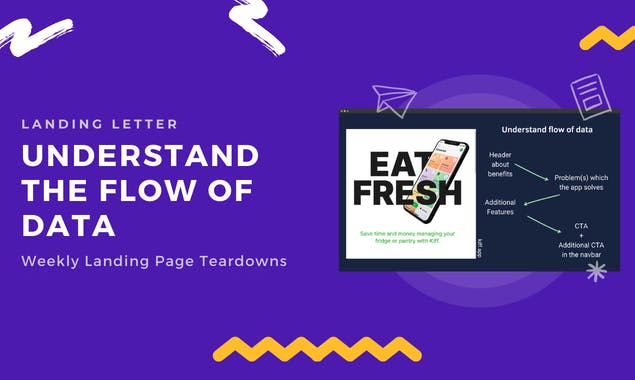 LANDING LETTER
UNDERSTAND
THE FLOW OF
DATA
Weekly Landing Page Teardowns
EAT
FRESH
Save time and money managing your
fridge or pantry with Kiff.
kiff app
Understand flow of data
Header
about
benefits
Problem(s) which
the app solves
Additional
Features
CTA
+
Additional CTA
in the navbar